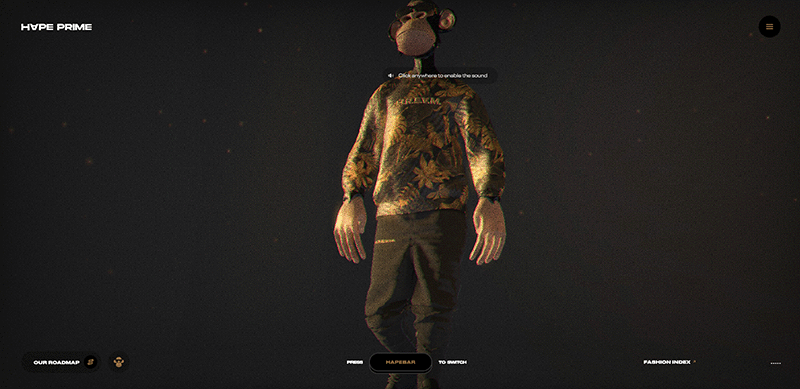 HAPE PRIME
Click anywhere to enable the sound
OUR ROADMAP
PRESS
HAPEBAR
TO SWITCH
FASHION INDEX